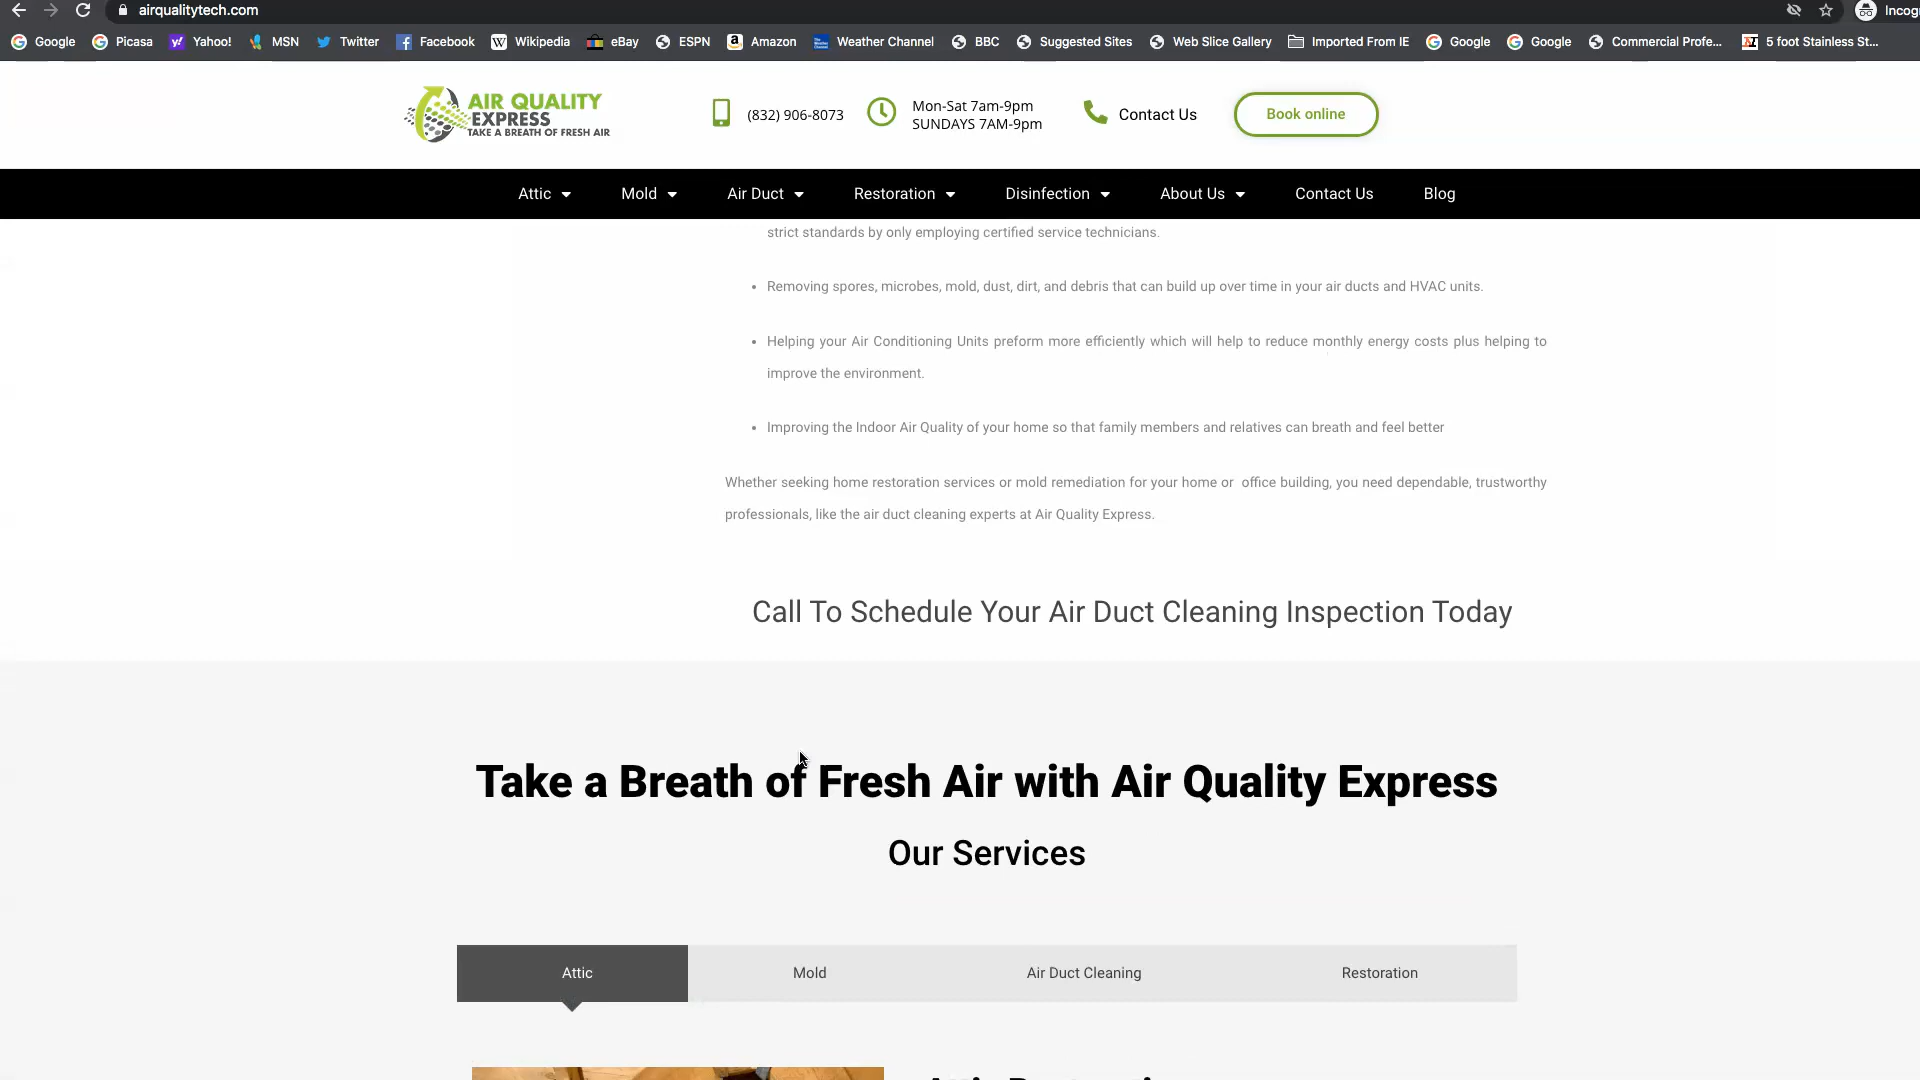 airqualitytech.com
Incog
Google Picasa Yahoo! MSN Twitter Facebook Wikipedia eBay ESPN Amazon Weather Channel BBC Suggested Sites Web Slice Gallery Imported From IE Google Google Commercial Profe... 5 foot Stainless St...
AIR QUALITY
EXPRESS
TAKE A BREATH OF FRESH AIR
(832) 906-8073
Mon-Sat 7am-9pm
SUNDAYS 7AM-9pm
Contact Us
Book online
Attic Mold Air Duct Restoration Disinfection About Us Contact Us Blog
strict standards by only employing certified service technicians.
• Removing spores, microbes, mold, dust, dirt, and debris that can build up over time in your air ducts and HVAC units.
• Helping your Air Conditioning Units preform more efficiently which will help to reduce monthly energy costs plus helping to
improve the environment.
• Improving the Indoor Air Quality of your home so that family members and relatives can breath and feel better
Whether seeking home restoration services or mold remediation for your home or office building, you need dependable, trustworthy
professionals, like the air duct cleaning experts at Air Quality Express.
Call To Schedule Your Air Duct Cleaning Inspection Today
Take a Breath of Fresh Air with Air Quality Express
Our Services
Attic Mold Air Duct Cleaning Restoration